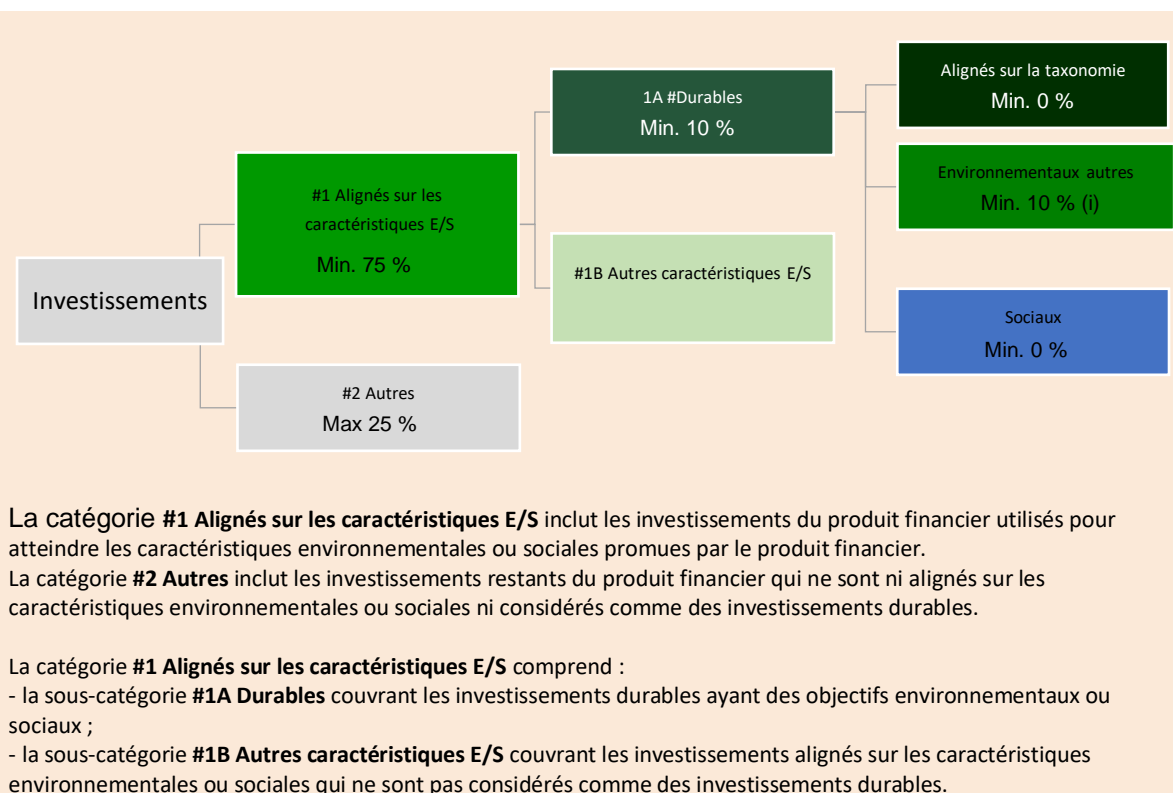 Investissements
#1 Alignés sur les
caractéristiques E/S
Min. 75 %
#2 Autres
Max 25 %
1A #Durables
Min. 10 %
#1B Autres caractéristiques E/S
Alignés sur la taxonomie
Min. 0 %
Environnementaux autres
Min. 10 % (i)
Sociaux
Min. 0 %
La catégorie #1 Alignés sur les caractéristiques E/S inclut les investissements du produit financier utilisés pour
atteindre les caractéristiques environnementales ou sociales promues par le produit financier.
La catégorie #2 Autres inclut les investissements restants du produit financier qui ne sont ni alignés sur les
caractéristiques environnementales ou sociales ni considérés comme des investissements durables.
La catégorie #1 Alignés sur les caractéristiques E/S comprend :
- la sous-catégorie #1A Durables couvrant les investissements durables ayant des objectifs environnementaux ou
sociaux ;
- la sous-catégorie #1B Autres caractéristiques E/S couvrant les investissements alignés sur les caractéristiques
environnementales ou sociales qui ne sont pas considérés comme des investissements durables.